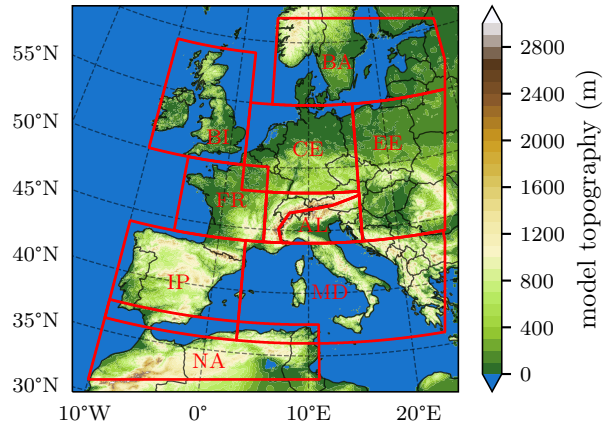 55°N
50°N
45°N
40°N
35°N
30°N
10°W 0° 10°E 20°E
BA
BI
CE
EE
FR
AL
IP
MD
NA
2800
2400
2000
1600
1200
800
400
0
model topography (m)